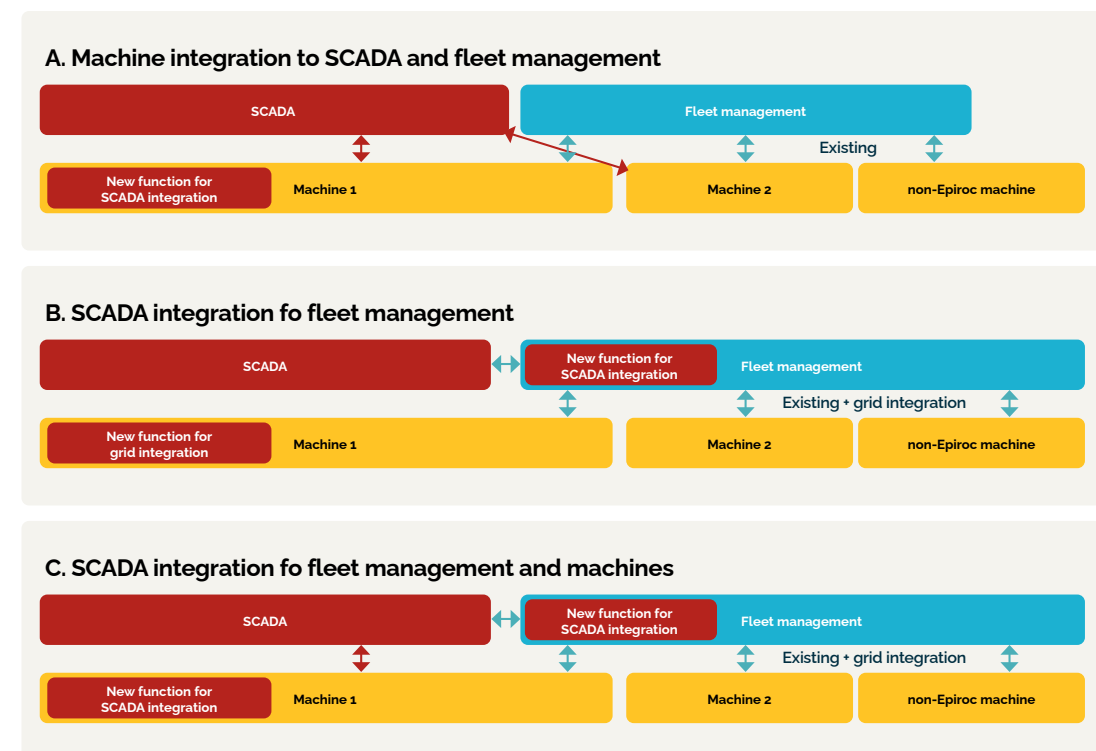 A. Machine integration to SCADA and fleet management
SCADA
Fleet management
Existing
New function for
SCADA integration
Machine 1
Machine 2
non-Epiroc machine
B. SCADA integration fo fleet management
SCADA
New function for
SCADA integration
Fleet management
Existing + grid integration
New function for
grid integration
Machine 1
Machine 2
non-Epiroc machine
C. SCADA integration fo fleet management and machines
SCADA
New function for
SCADA integration
Fleet management
Existing + grid integration
New function for
SCADA integration
Machine 1
Machine 2
non-Epiroc machine